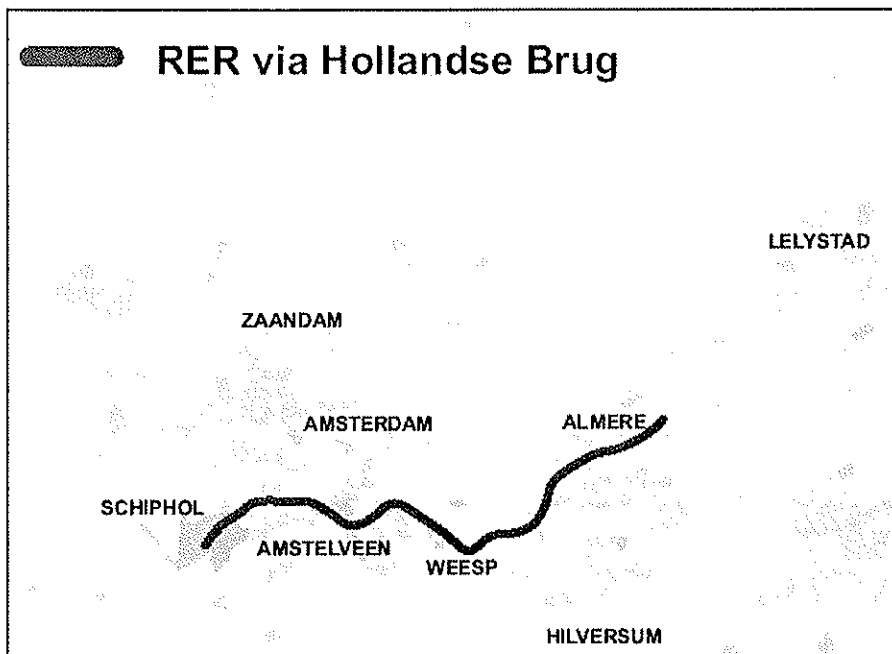 RER via Hollandse Brug
LELYSTAD
ZAANDAM
AMSTERDAM
ALMERE
SCHIPHOL
AMSTELVEEN
WEESP
HILVERSUM